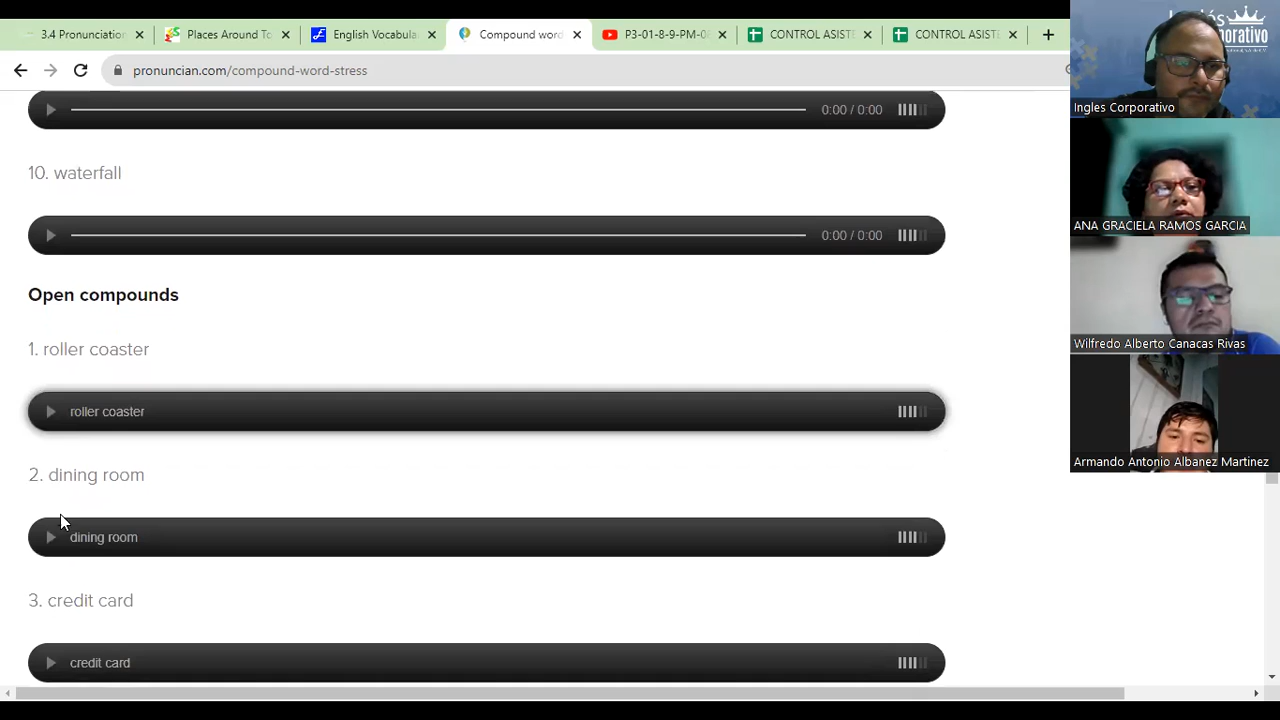 3.4 Pronunciation
Places Around To
English Vocabula
Compound word
P3-01-8-9-PM-0
CONTROL ASISTE
CONTROL ASISTE
pronuncian.com/compound-word-stress
0:00 / 0:00
10. waterfall
0:00 / 0:00
Open compounds
1. roller coaster
roller coaster
2. dining room
dining room
3. credit card
credit card
Ingles Corporativo
ANA GRACIELA RAMOS GARCIA
Wilfredo Alberto Canacas Rivas
Armando Antonio Albanez Martinez